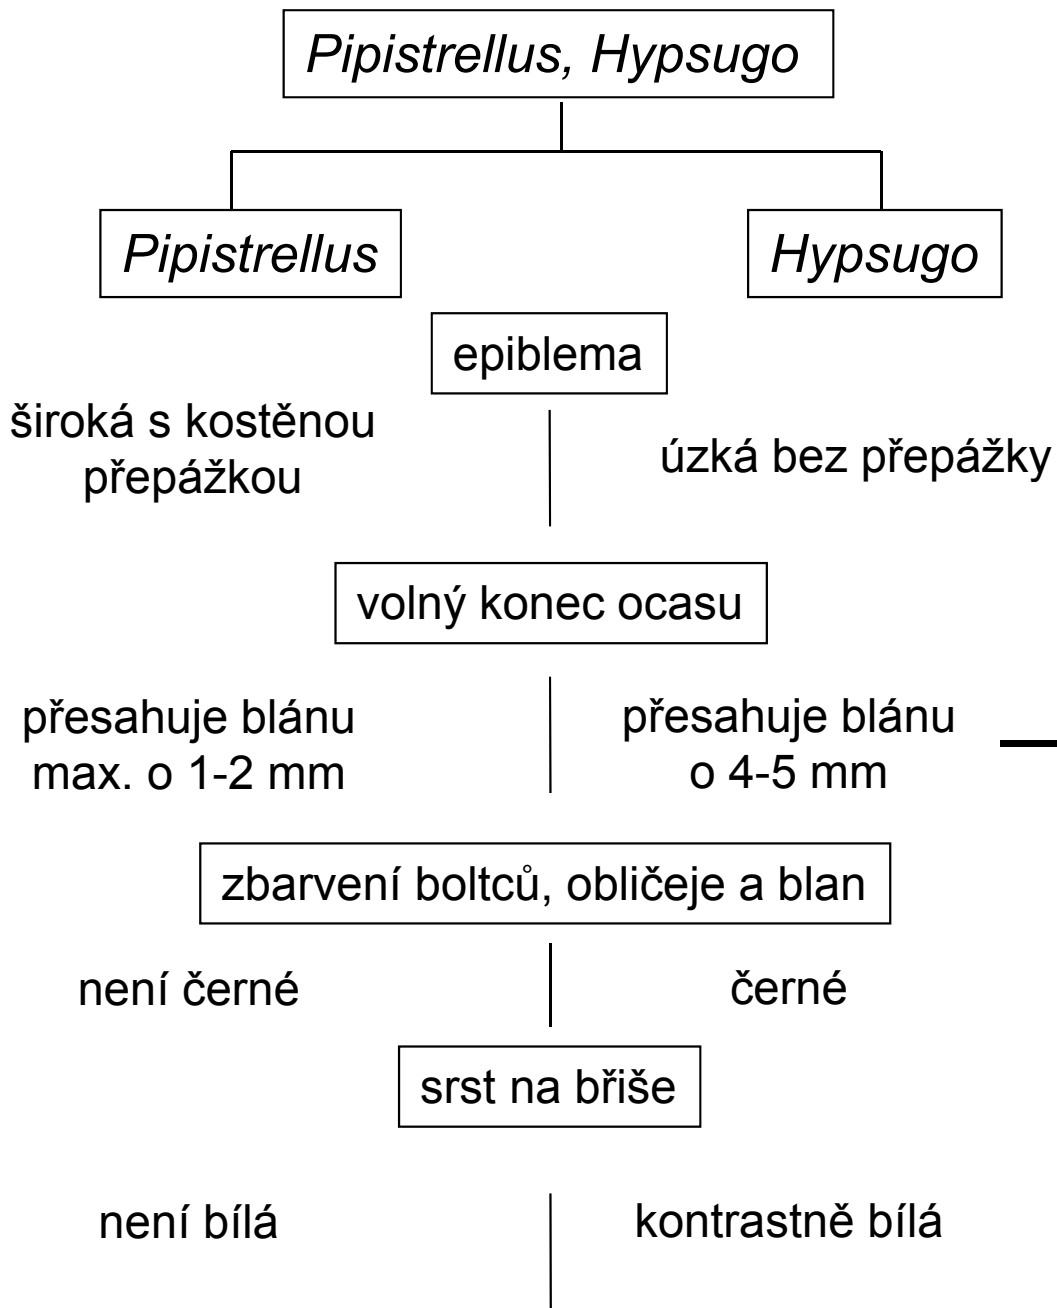 Pipistrellus, Hypsugo
Pipistrellus
Hypsugo
epiblema
široká s kostěnou
přepážkou
úzká bez přepážky
volný konec ocasu
přesahuje blánu
max. o 1-2 mm
přesahuje blánu
o 4-5 mm
zbarvení boltců, obličeje a blan
není černé
černé
srst na břiše
není bílá
kontrastně bílá